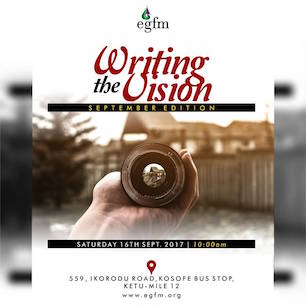 egfm
Writing
the Vision
SEPTEMBER EDITION
SATURDAY 16TH SEPT. 2017 | 10:00am
559, IKORODU ROAD, KOSOFE BUS STOP,
KETU-MILE 12
www.egfm.org